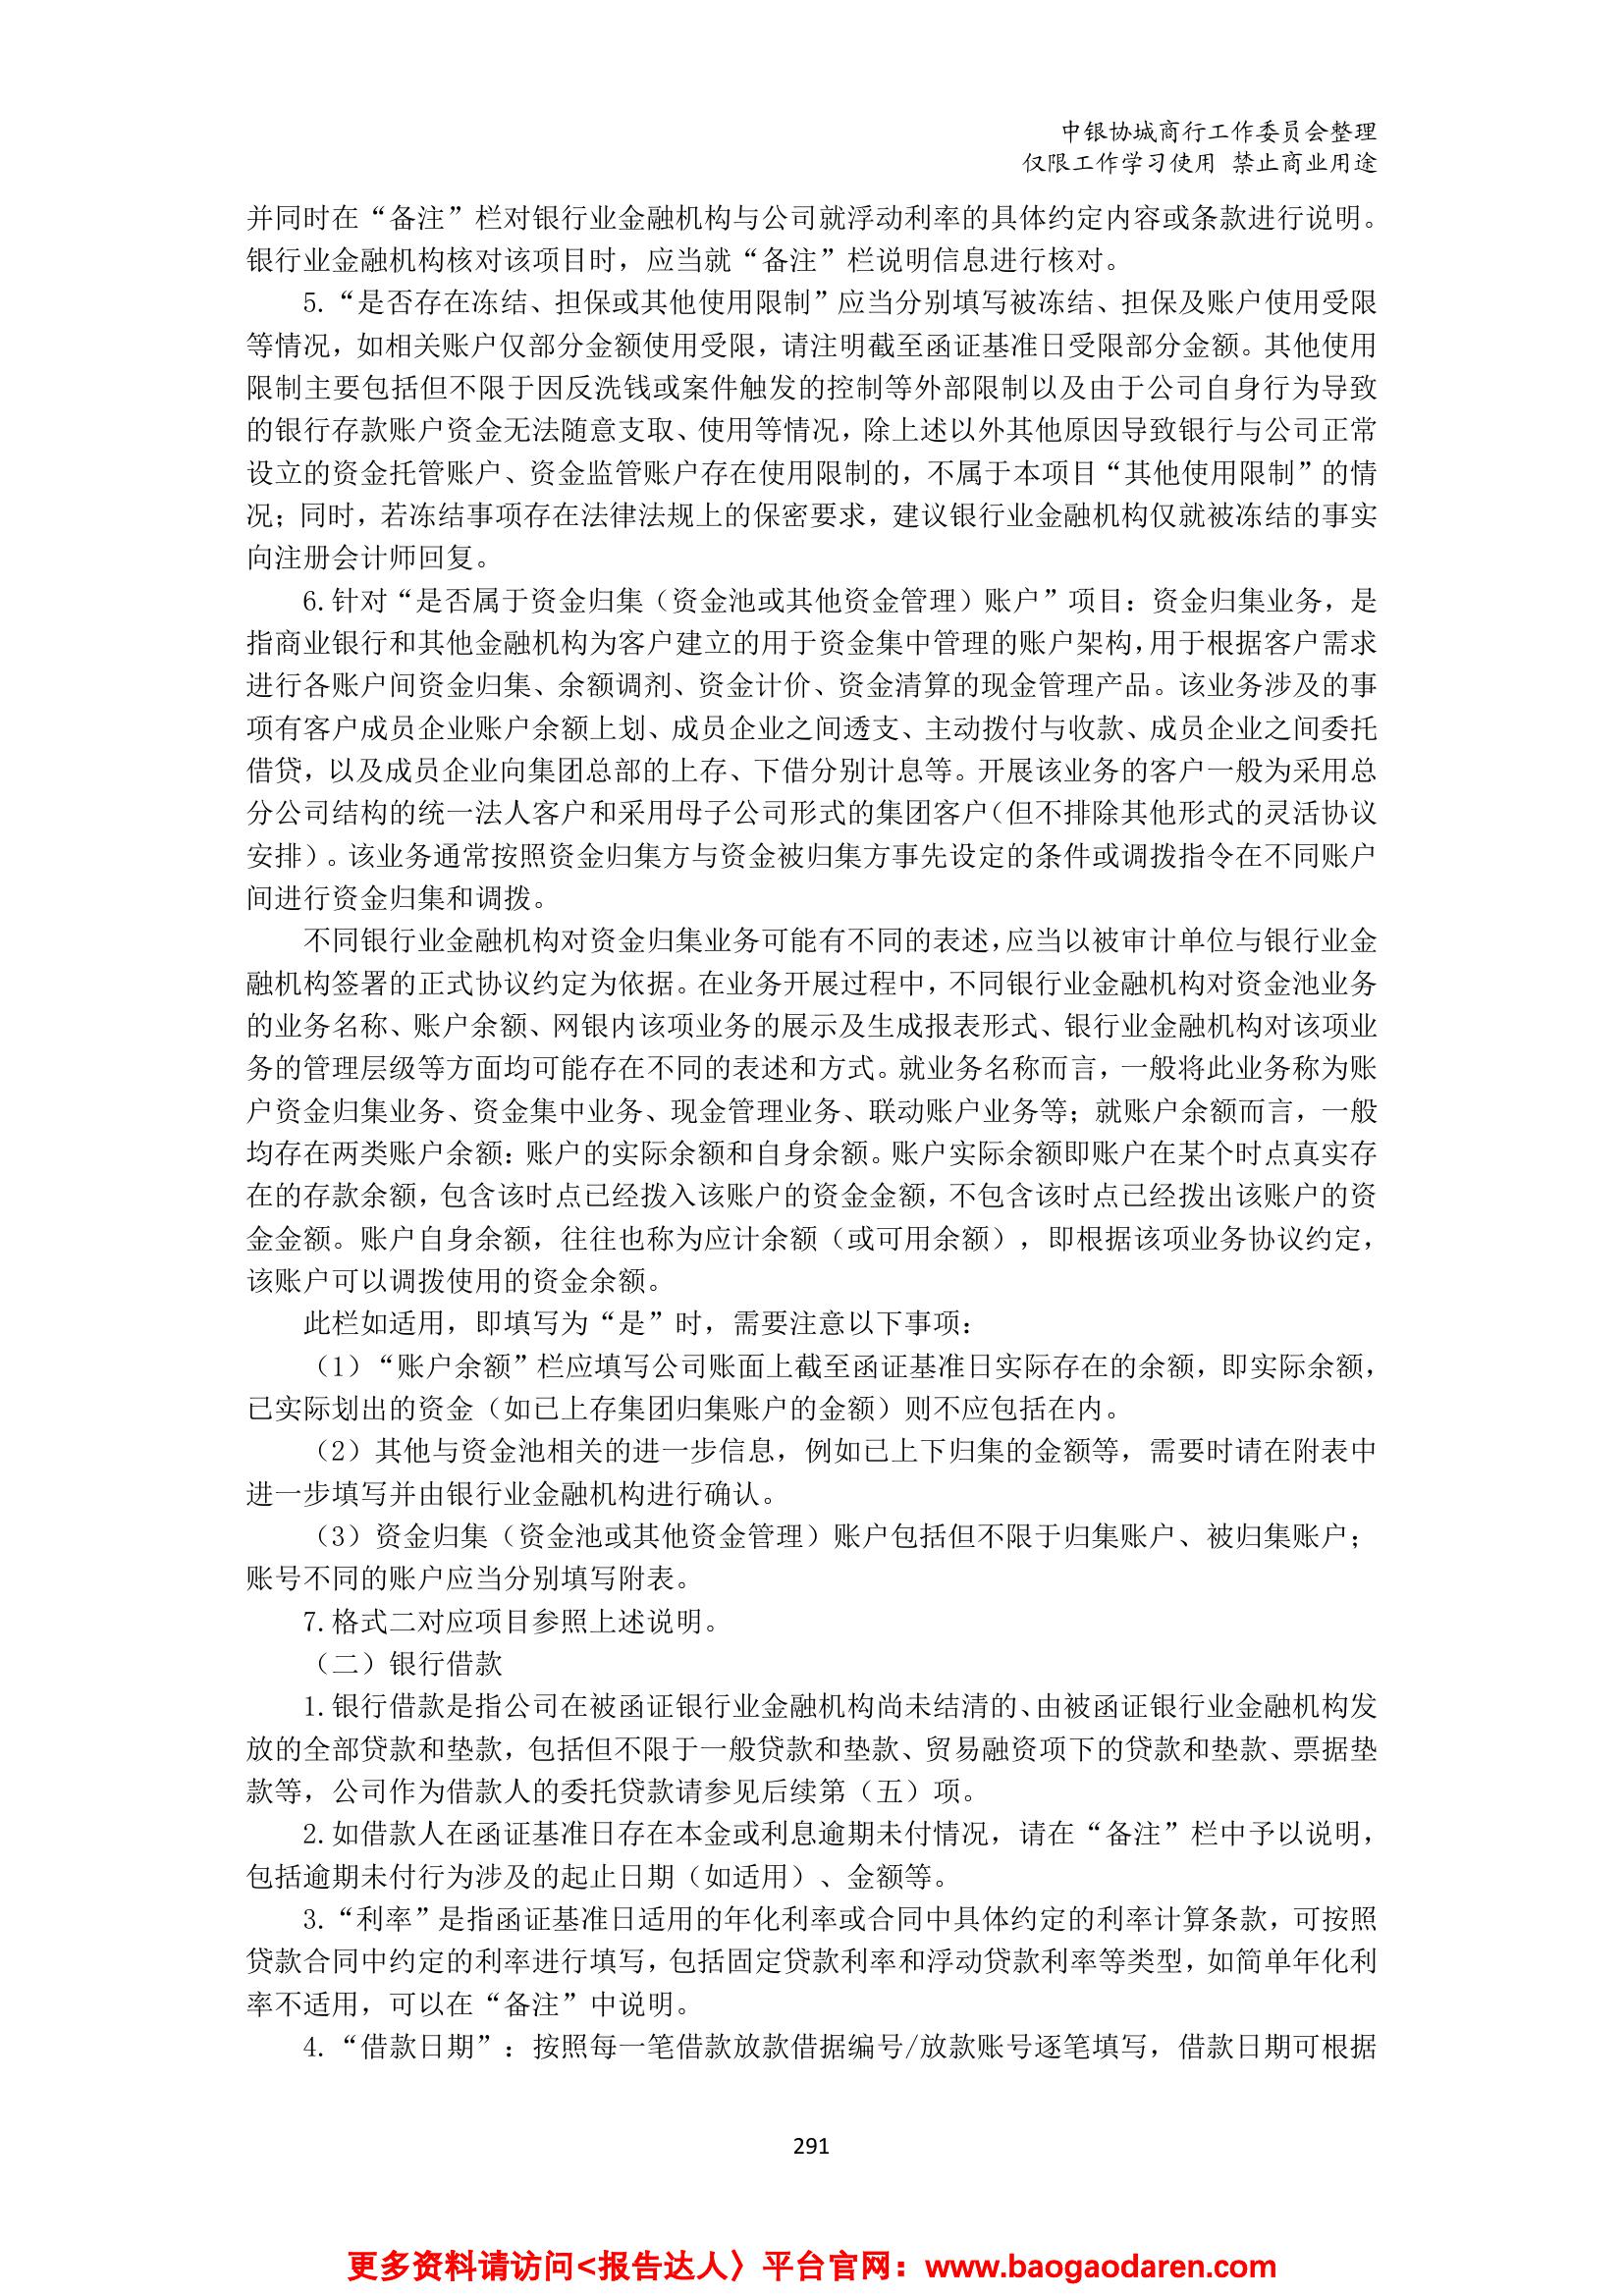 中银协城商行工作委员会整理
仅限工作学习使用 禁止商业用途
并同时在“备注”栏对银行业金融机构与公司就浮动利率的具体约定内容或条款进行说明。
银行业金融机构核对该项目时，应当就“备注”栏说明信息进行核对。
5.“是否存在冻结、担保或其他使用限制”应当分别填写被冻结、担保及账户使用受限
等情况，如相关账户仅部分金额使用受限，请注明截至函证基准日受限部分金额。其他使用
限制主要包括但不限于因反洗钱或案件触发的控制等外部限制以及由于公司自身行为导致
的银行存款账户资金无法随意支取、使用等情况，除上述以外其他原因导致银行与公司正常
设立的资金托管账户、资金监管账户存在使用限制的，不属于本项目“其他使用限制”的情
况；同时，若冻结事项存在法律法规上的保密要求，建议银行业金融机构仅就被冻结的事实
向注册会计师回复。
6.针对“是否属于资金归集（资金池或其他资金管理）账户”项目：资金归集业务，是
指商业银行和其他金融机构为客户建立的用于资金集中管理的账户架构，用于根据客户需求
进行各账户间资金归集、余额调剂、资金计价、资金清算的现金管理产品。该业务涉及的事
项有客户成员企业账户余额上划、成员企业之间透支、主动拨付与收款、成员企业之间委托
借贷，以及成员企业向集团总部的上存、下借分别计息等。开展该业务的客户一般为采用总
分公司结构的统一法人客户和采用母子公司形式的集团客户（但不排除其他形式的灵活协议
安排）。该业务通常按照资金归集方与资金被归集方事先设定的条件或调拨指令在不同账户
间进行资金归集和调拨。
不同银行业金融机构对资金归集业务可能有不同的表述，应当以被审计单位与银行业金
融机构签署的正式协议约定为依据。在业务开展过程中，不同银行业金融机构对资金池业务
的业务名称、账户余额、网银内该项业务的展示及生成报表形式、银行业金融机构对该项业
务的管理层级等方面均可能存在不同的表述和方式。就业务名称而言，一般将此业务称为账
户资金归集业务、资金集中业务、现金管理业务、联动账户业务等；就账户余额而言，一般
均存在两类账户余额：账户的实际余额和自身余额。账户实际余额即账户在某个时点真实存
在的存款余额，包含该时点已经拨入该账户的资金金额，不包含该时点已经拨出该账户的资
金金额。账户自身余额，往往也称为应计余额（或可用余额），即根据该项业务协议约定，
该账户可以调拨使用的资金余额。
此栏如适用，即填写为“是”时，需要注意以下事项：
（1）“账户余额”栏应填写公司账面上截至函证基准日实际存在的余额，即实际余额，
已实际划出的资金（如已上存集团归集账户的金额）则不应包括在内。
（2）其他与资金池相关的进一步信息，例如已上下归集的金额等，需要时请在附表中
进一步填写并由银行业金融机构进行确认。
（3）资金归集（资金池或其他资金管理）账户包括但不限于归集账户、被归集账户；
账号不同的账户应当分别填写附表。
7.格式二对应项目参照上述说明。
（二）银行借款
1.银行借款是指公司在被函证银行业金融机构尚未结清的、由被函证银行业金融机构发
放的全部贷款和垫款，包括但不限于一般贷款和垫款、贸易融资项下的贷款和垫款、票据垫
款等，公司作为借款人的委托贷款请参见后续第（五）项。
2.如借款人在函证基准日存在本金或利息逾期未付情况，请在“备注”栏中予以说明，
包括逾期未付行为涉及的起止日期（如适用）、金额等。
3.“利率”是指函证基准日适用的年化利率或合同中具体约定的利率计算条款，可按照
贷款合同中约定的利率进行填写，包括固定贷款利率和浮动贷款利率等类型，如简单年化利
率不适用，可以在“备注”中说明。
4.“借款日期”：按照每一笔借款放款借据编号/放款账号逐笔填写，借款日期可根据
291
更多资料请访问<报告达人〉平台官网：www.baogaodaren.com